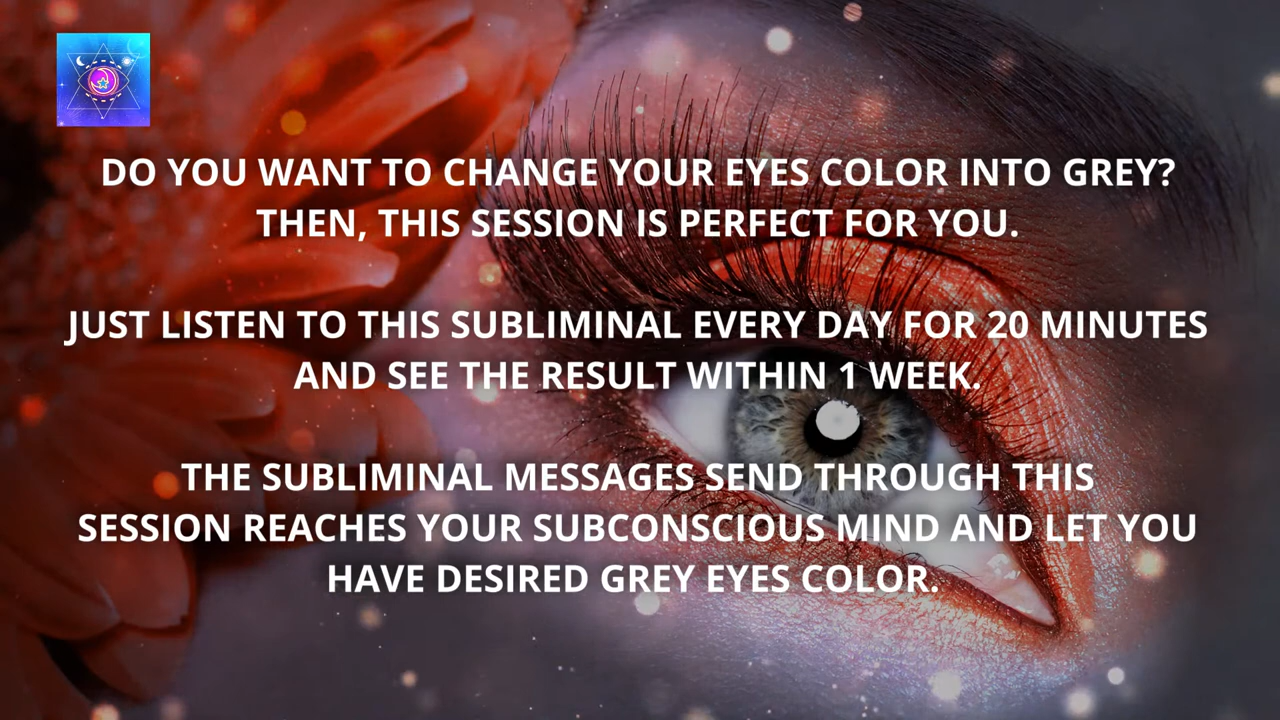 DO YOU WANT TO CHANGE YOUR EYES COLOR INTO GREY?
THEN, THIS SESSION IS PERFECT FOR YOU.
JUST LISTEN TO THIS SUBLIMINAL EVERY DAY FOR 20 MINUTES
AND SEE THE RESULT WITHIN 1 WEEK.
THE SUBLIMINAL MESSAGES SEND THROUGH THIS
SESSION REACHES YOUR SUBCONSCIOUS MIND AND LET YOU
HAVE DESIRED GREY EYES COLOR.